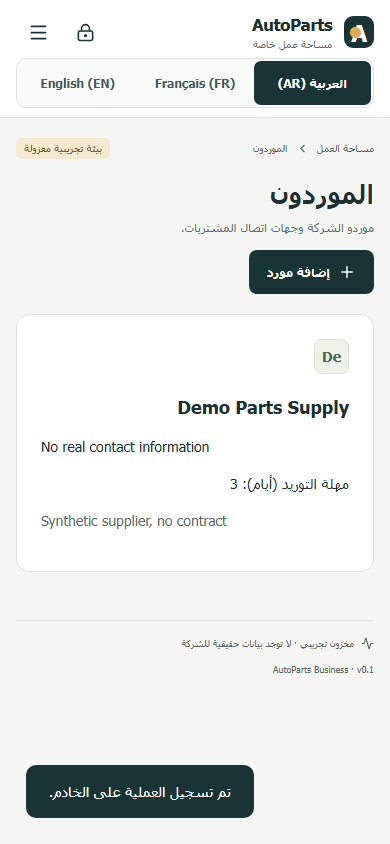 AutoParts
مساحة عمل خاصة
العربية (AR)
Français (FR)
English (EN)
مساحة العمل
الموردون
بيئة تجريبية معزولة
الموردون
موردو الشركة وجهات اتصال المشتريات.
إضافة مورد
De
Demo Parts Supply
No real contact information
مهلة التوريد (أيام): 3
Synthetic supplier, no contract
مخزون تجريبي · لا توجد بيانات حقيقية للشركة
AutoParts Business · v0.1
تم تسجيل العملية على الخادم.